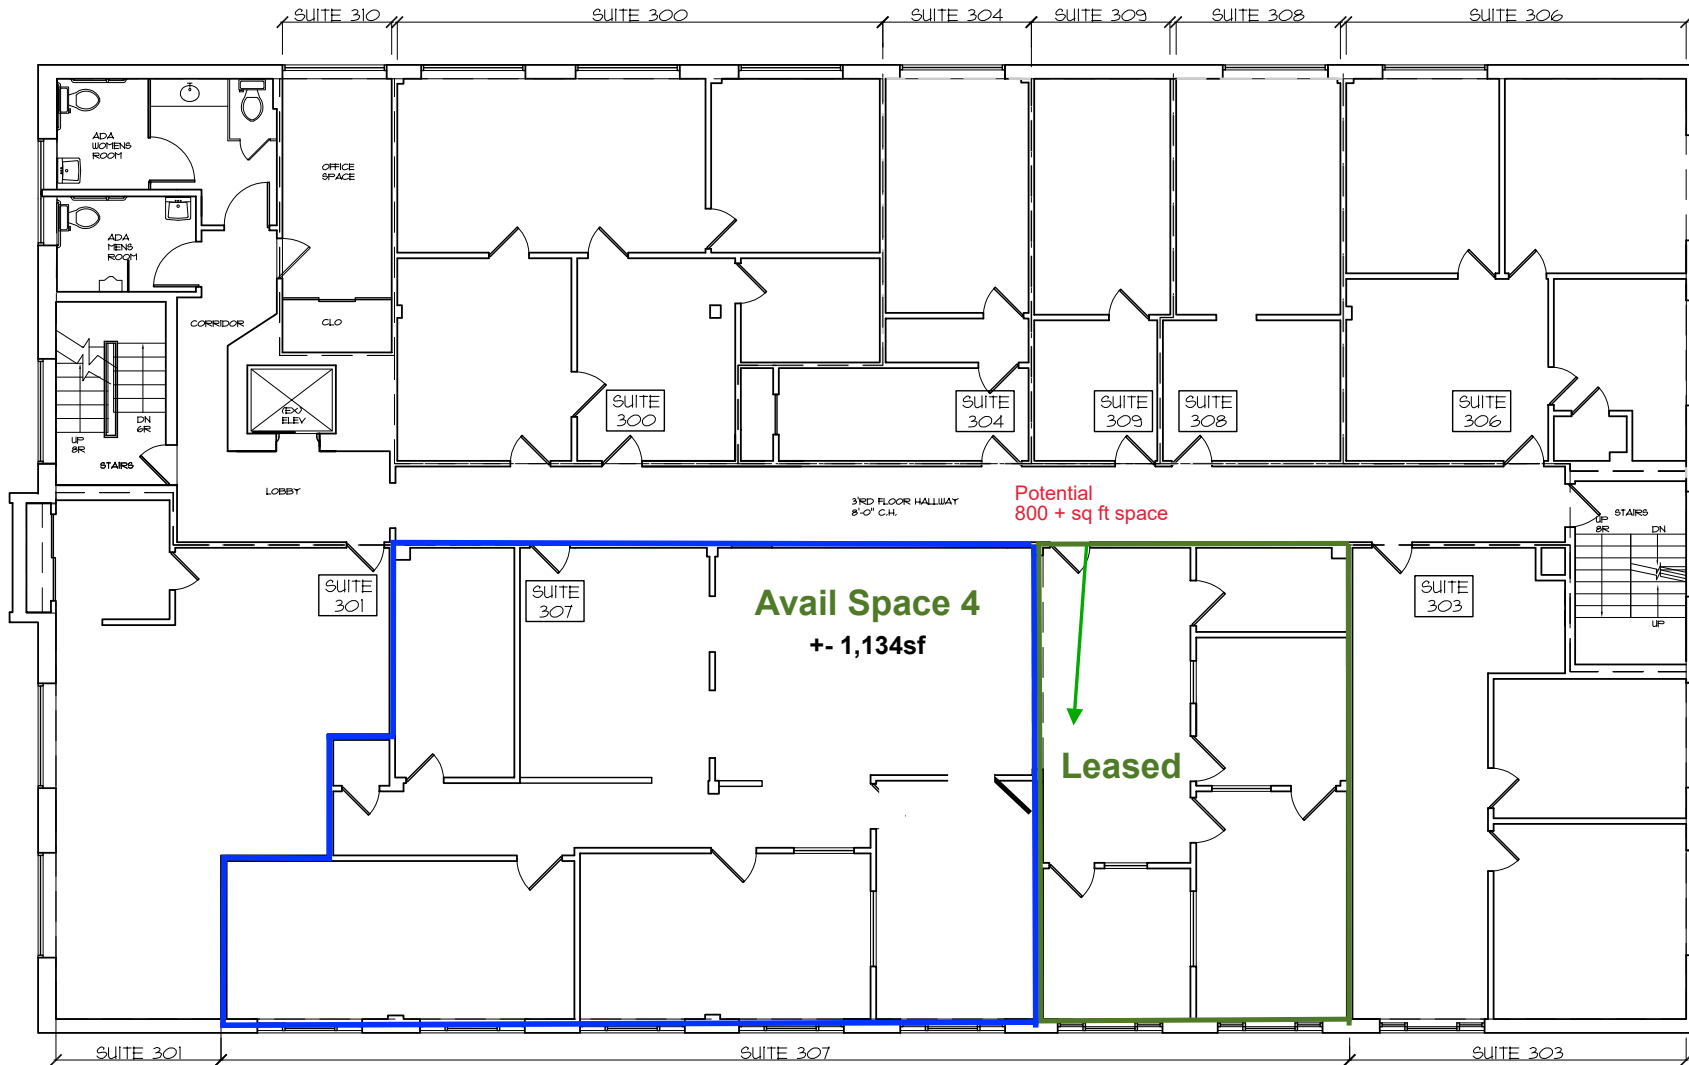 SUITE 310
SUITE 300
SUITE 304
SUITE 309
SUITE 308
SUITE 306
ADA
WOMENS
ROOM
OFFICE
SPACE
ADA
MENS
ROOM
CORRIDOR
CLO
(EX)
ELEV
UP
8R
DN
6R
STAIRS
LOBBY
SUITE
300
SUITE
304
SUITE
309
SUITE
308
SUITE
306
3'RD FLOOR HALLWAY
8'-0" C.H.
Potential
800 + sq ft space
STAIRS
UP
8R
DN
UP
SUITE
301
SUITE
307
Avail Space 4
+- 1,134sf
Leased
SUITE
303
SUITE 301
SUITE 307
SUITE 303